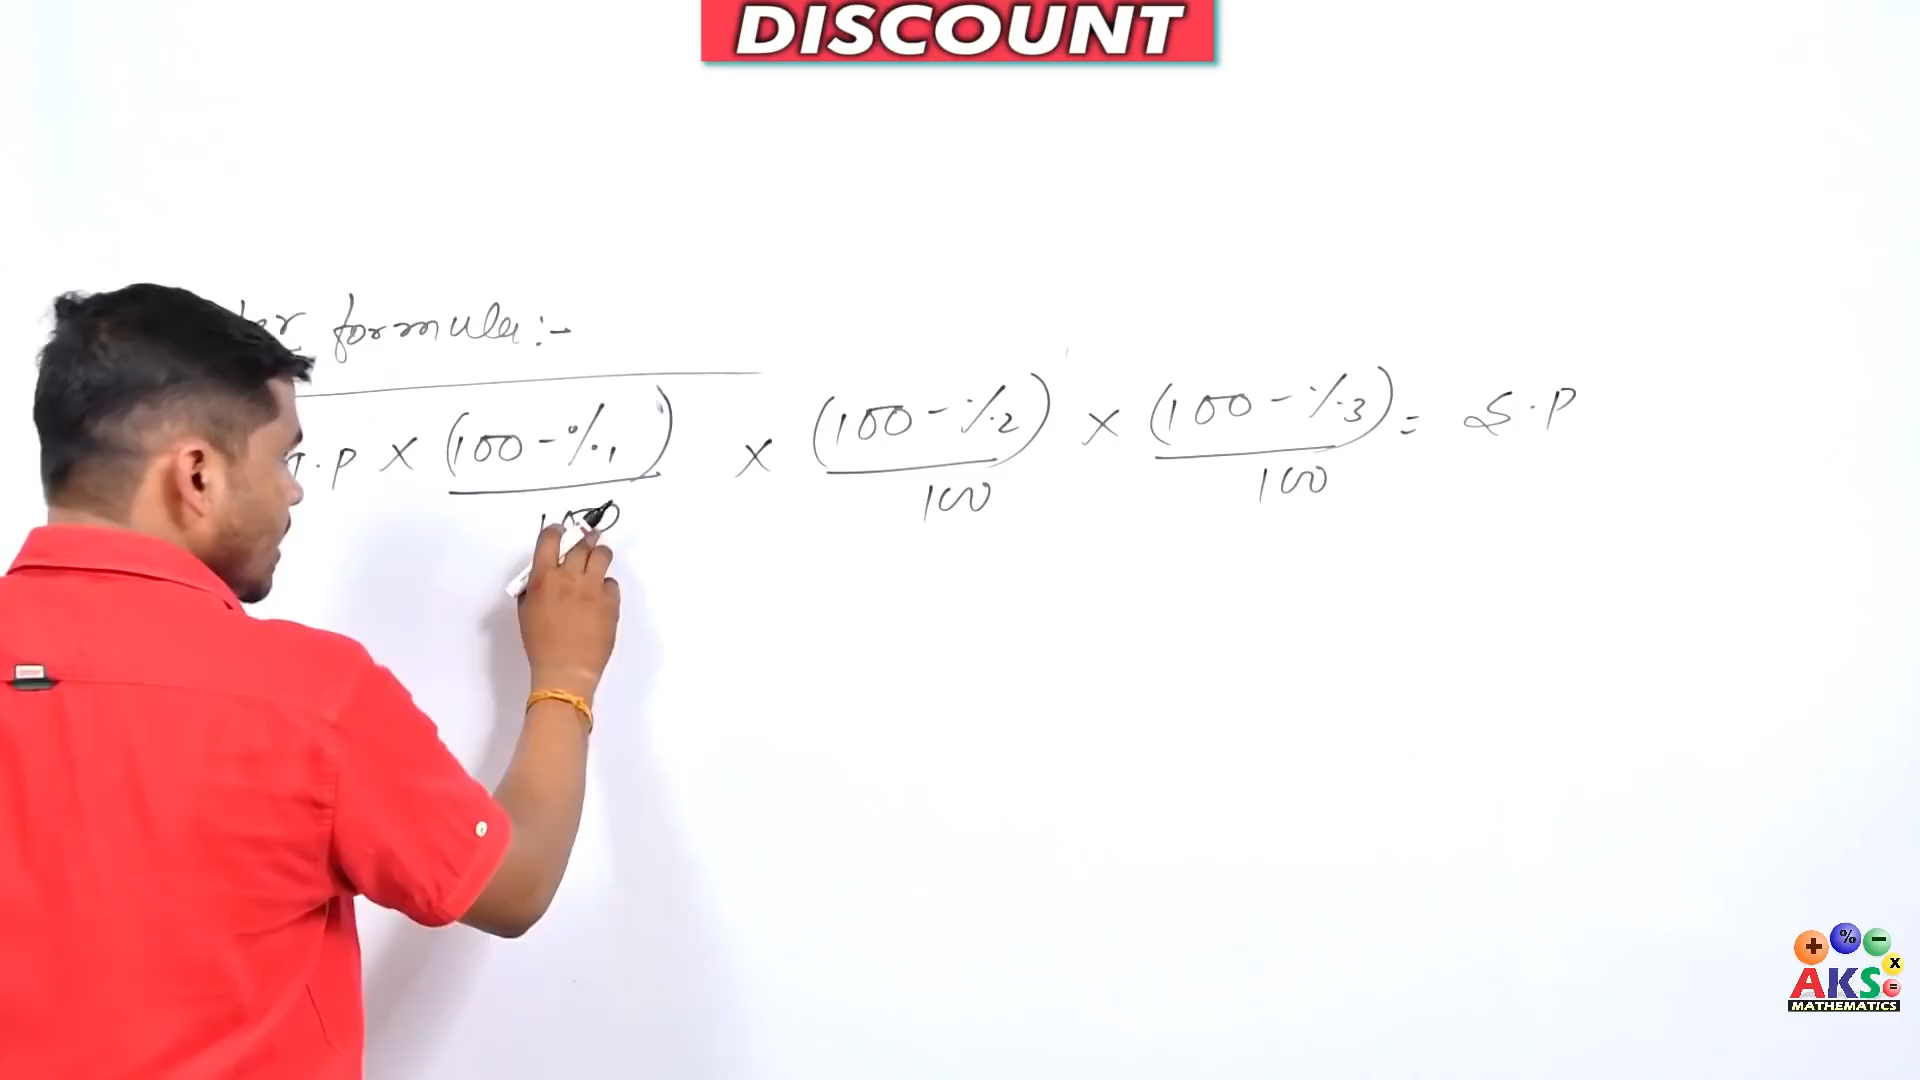 DISCOUNT
formula :-
.P × (100 - %1) / 100 × (100 - %2) / 100 × (100 - %3) / 100 = S.P
+ % - × =
AKS
MATHEMATICS